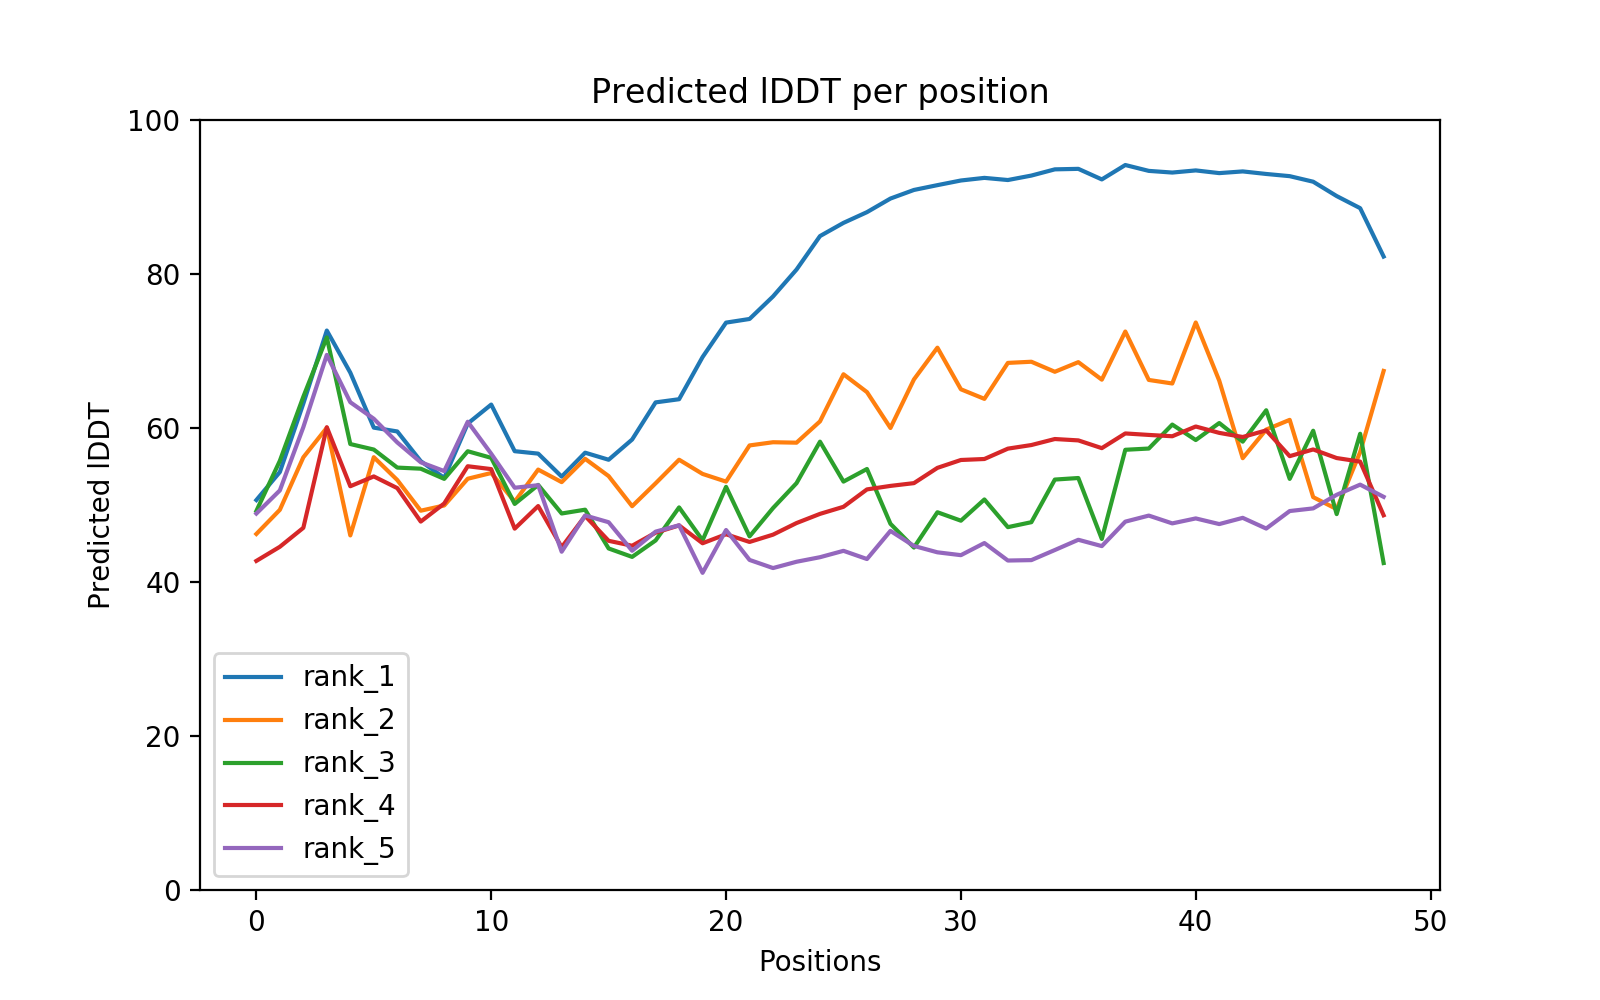 Predicted lDDT per position
100
80
60
40
20
0
Predicted lDDT
rank_1
rank_2
rank_3
rank_4
rank_5
0 10 20 30 40 50
Positions